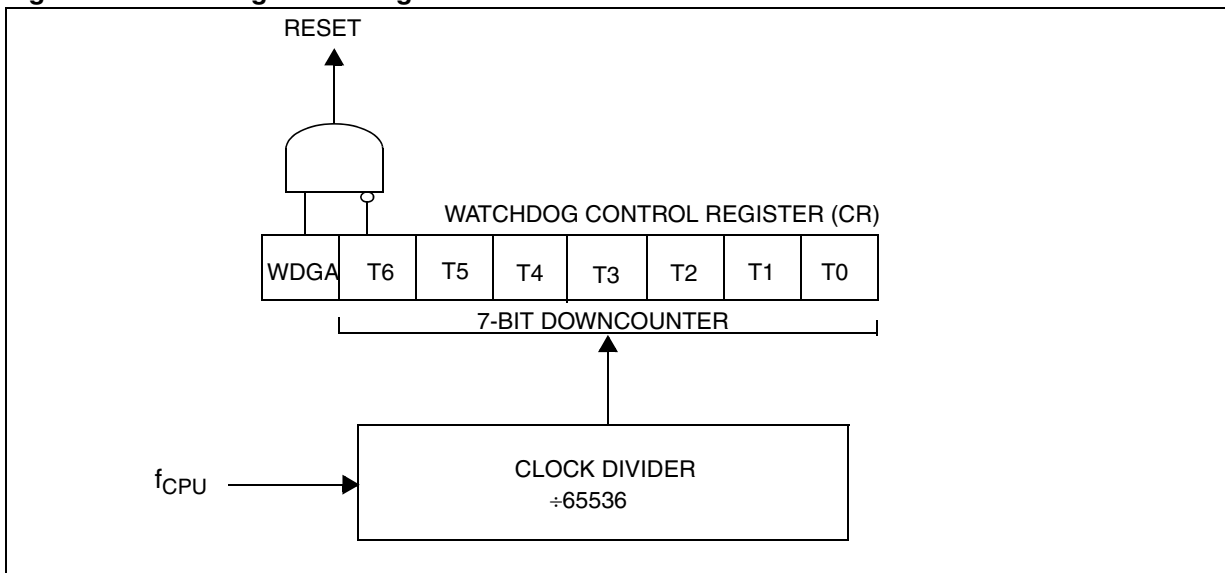 RESET
WATCHDOG CONTROL REGISTER (CR)
WDGA T6 T5 T4 T3 T2 T1 T0
7-BIT DOWNCOUNTER
fCPU
CLOCK DIVIDER
÷65536